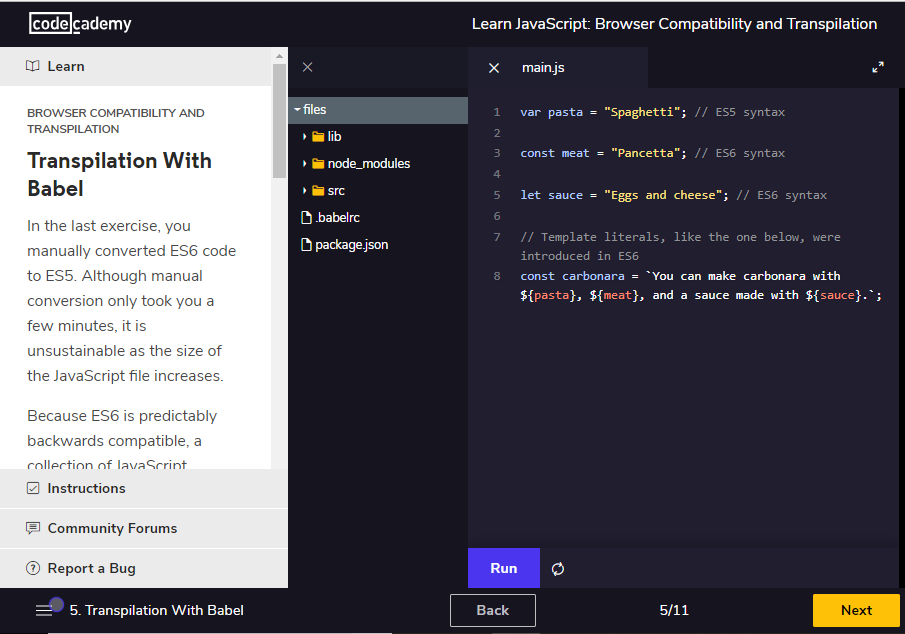 codecademy
Learn JavaScript: Browser Compatibility and Transpilation
Learn
BROWSER COMPATIBILITY AND
TRANSPILATION
Transpilation With
Babel
In the last exercise, you
manually converted ES6 code
to ES5. Although manual
conversion only took you a
few minutes, it is
unsustainable as the size of
the JavaScript file increases.
Because ES6 is predictably
backwards compatible, a
collection of JavaScript
Instructions
Community Forums
Report a Bug
files
lib
node_modules
src
.babelrc
package.json
main.js
1 var pasta = "Spaghetti"; // ES5 syntax
2
3 const meat = "Pancetta"; // ES6 syntax
4
5 let sauce = "Eggs and cheese"; // ES6 syntax
6
7 // Template literals, like the one below, were
introduced in ES6
8 const carbonara = `You can make carbonara with
${pasta}, ${meat}, and a sauce made with ${sauce}.`;
Run
5. Transpilation With Babel
Back
5/11
Next